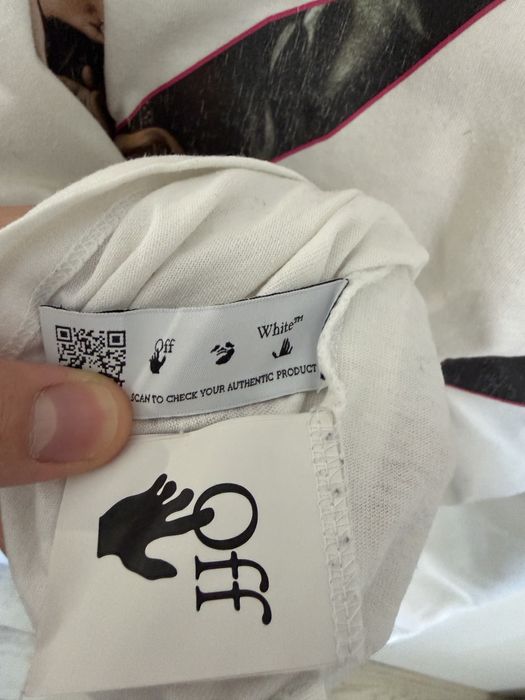 Off White™
SCAN TO CHECK YOUR AUTHENTIC PRODUCT
Off